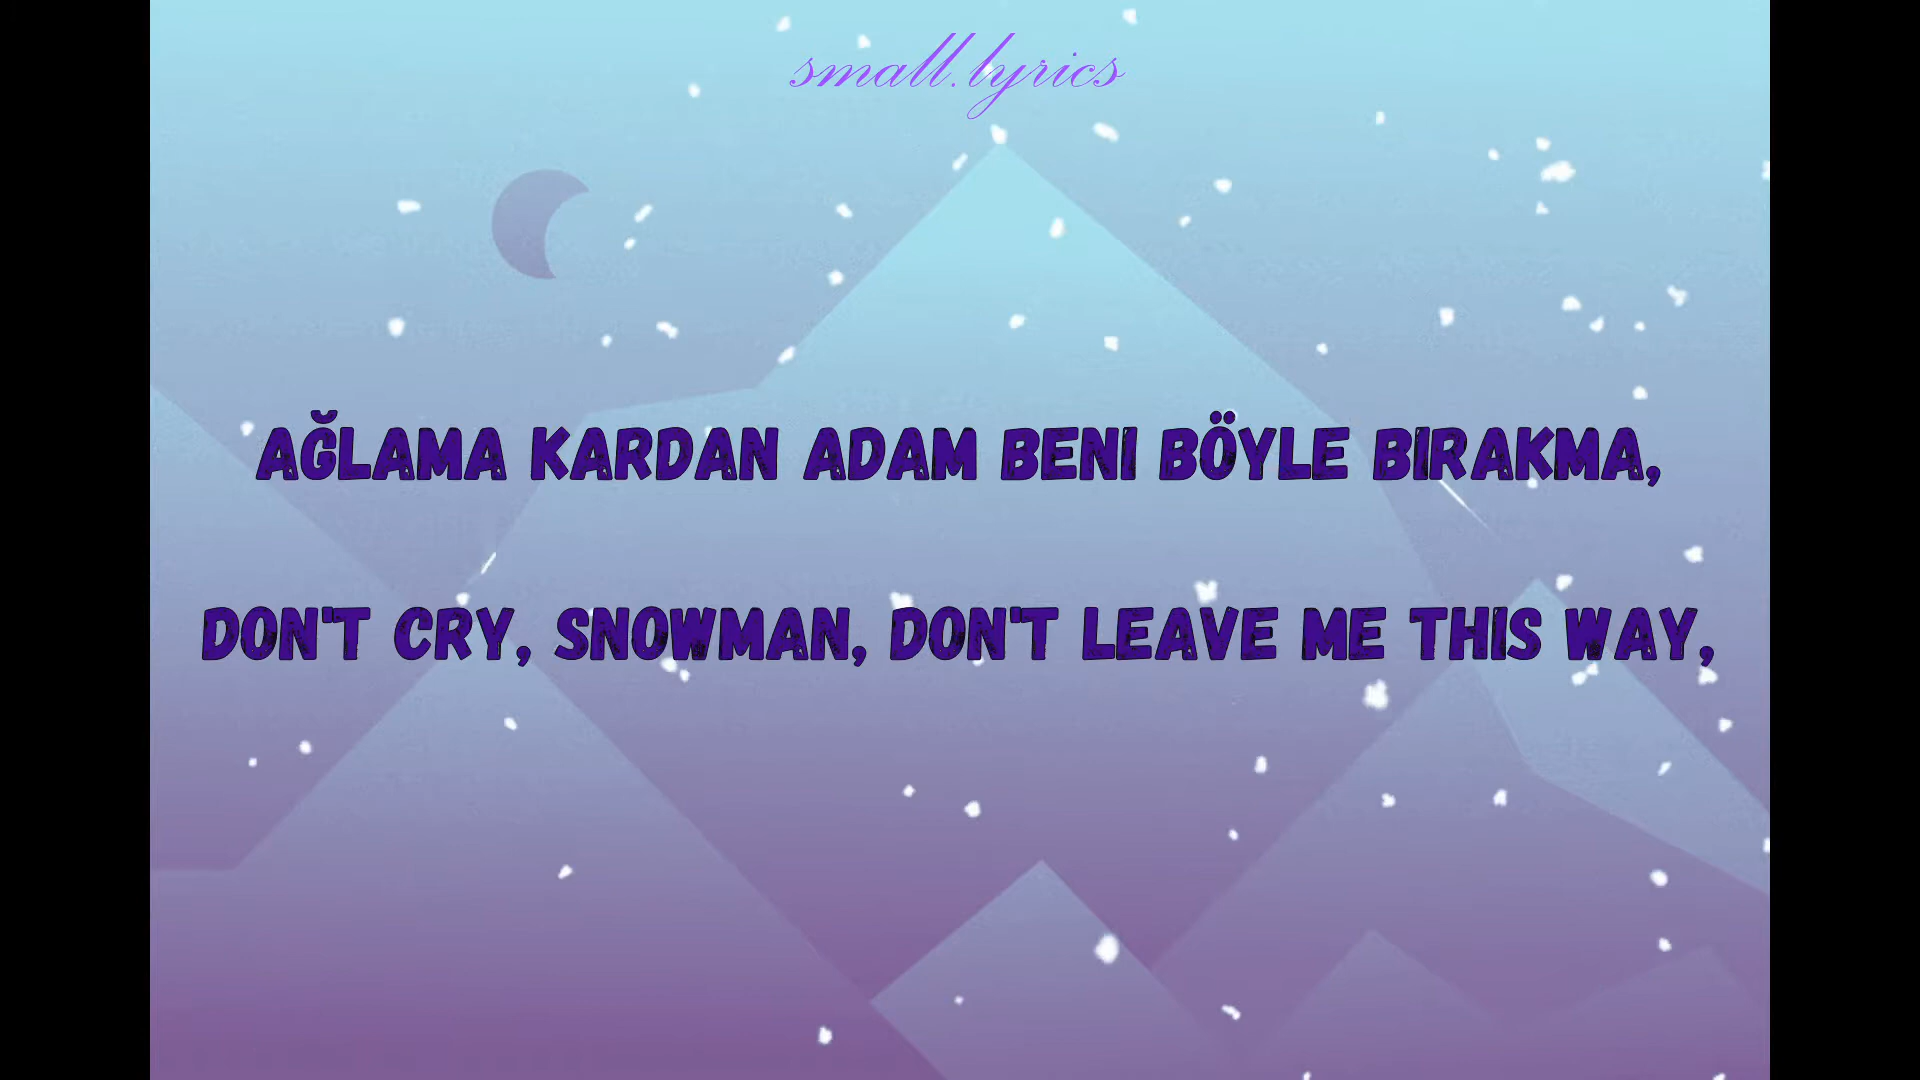 small.lyrics
AĞLAMA KARDAN ADAM BENI BÖYLE BIRAKMA,
DON'T CRY, SNOWMAN, DON'T LEAVE ME THIS WAY,